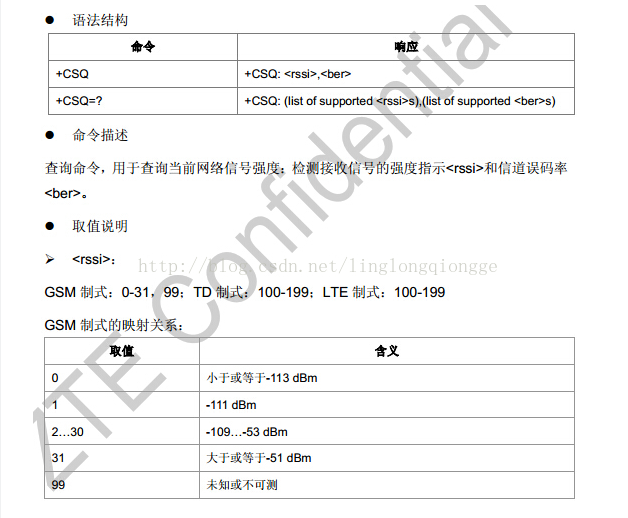 ● 语法结构
命令 响应
+CSQ +CSQ: <rssi>,<ber>
+CSQ=? +CSQ: (list of supported <rssi>s),(list of supported <ber>s)
● 命令描述
查询命令，用于查询当前网络信号强度；检测接收信号的强度指示<rssi>和信道误码率
<ber>。
● 取值说明
➢ <rssi>：
http://blog.csdn.net/linglongqiongge
GSM 制式：0-31，99；TD 制式：100-199；LTE 制式：100-199
GSM 制式的映射关系：
取值 含义
0 小于或等于-113 dBm
1 -111 dBm
2…30 -109…-53 dBm
31 大于或等于-51 dBm
99 未知或不可测
ZTE Confidential